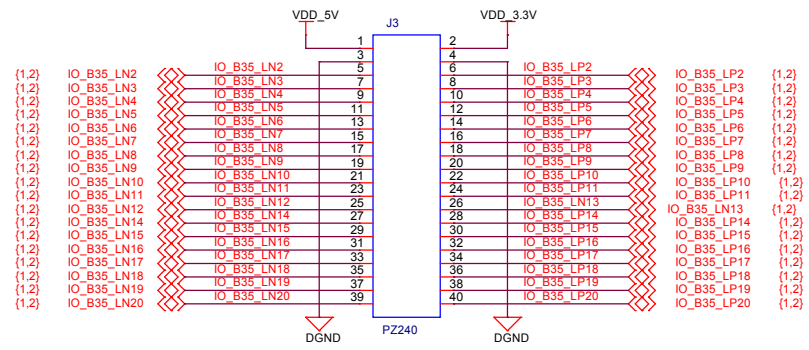 VDD_5V J3 VDD_3.3V
1 2
3 4
{1,2} IO_B35_LN2 IO_B35_LN2 5 6 IO_B35_LP2 IO_B35_LP2 {1,2}
{1,2} IO_B35_LN3 IO_B35_LN3 7 8 IO_B35_LP3 IO_B35_LP3 {1,2}
{1,2} IO_B35_LN4 IO_B35_LN4 9 10 IO_B35_LP4 IO_B35_LP4 {1,2}
{1,2} IO_B35_LN5 IO_B35_LN5 11 12 IO_B35_LP5 IO_B35_LP5 {1,2}
{1,2} IO_B35_LN6 IO_B35_LN6 13 14 IO_B35_LP6 IO_B35_LP6 {1,2}
{1,2} IO_B35_LN7 IO_B35_LN7 15 16 IO_B35_LP7 IO_B35_LP7 {1,2}
{1,2} IO_B35_LN8 IO_B35_LN8 17 18 IO_B35_LP8 IO_B35_LP8 {1,2}
{1,2} IO_B35_LN9 IO_B35_LN9 19 20 IO_B35_LP9 IO_B35_LP9 {1,2}
{1,2} IO_B35_LN10 IO_B35_LN10 21 22 IO_B35_LP10 IO_B35_LP10 {1,2}
{1,2} IO_B35_LN11 IO_B35_LN11 23 24 IO_B35_LP11 IO_B35_LP11 {1,2}
{1,2} IO_B35_LN12 IO_B35_LN12 25 26 IO_B35_LN13 IO_B35_LN13 {1,2}
{1,2} IO_B35_LN14 IO_B35_LN14 27 28 IO_B35_LP14 IO_B35_LP14 {1,2}
{1,2} IO_B35_LN15 IO_B35_LN15 29 30 IO_B35_LP15 IO_B35_LP15 {1,2}
{1,2} IO_B35_LN16 IO_B35_LN16 31 32 IO_B35_LP16 IO_B35_LP16 {1,2}
{1,2} IO_B35_LN17 IO_B35_LN17 33 34 IO_B35_LP17 IO_B35_LP17 {1,2}
{1,2} IO_B35_LN18 IO_B35_LN18 35 36 IO_B35_LP18 IO_B35_LP18 {1,2}
{1,2} IO_B35_LN19 IO_B35_LN19 37 38 IO_B35_LP19 IO_B35_LP19 {1,2}
{1,2} IO_B35_LN20 IO_B35_LN20 39 40 IO_B35_LP20 IO_B35_LP20 {1,2}
DGND PZ240 DGND